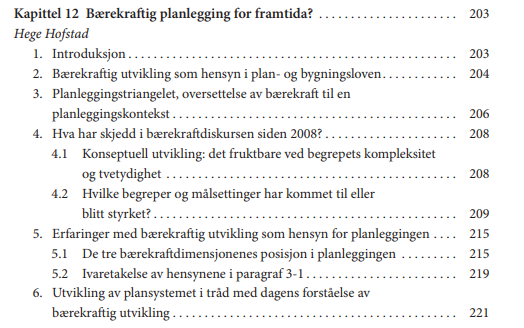 Kapittel 12 Bærekraftig planlegging for framtida? . . . . . . . . . . . . . . . . . . . . . . . 203
Hege Hofstad
1. Introduksjon . . . . . . . . . . . . . . . . . . . . . . . . . . . . . . . . . . . . . . . . . . . . . . . . . . . . . 203
2. Bærekraftig utvikling som hensyn i plan- og bygningsloven. . . . . . . . . . . . 204
3. Planleggingstriangelet, oversettelse av bærekraft til en
planleggingskontekst . . . . . . . . . . . . . . . . . . . . . . . . . . . . . . . . . . . . . . . . . . . . . . 206
4. Hva har skjedd i bærekraftdiskursen siden 2008? . . . . . . . . . . . . . . . . . . . . . 208
4.1 Konseptuell utvikling: det fruktbare ved begrepets kompleksitet
og tvetydighet . . . . . . . . . . . . . . . . . . . . . . . . . . . . . . . . . . . . . . . . . . . . . . . 208
4.2 Hvilke begreper og målsettinger har kommet til eller
blitt styrket? . . . . . . . . . . . . . . . . . . . . . . . . . . . . . . . . . . . . . . . . . . . . . . . . . 209
5. Erfaringer med bærekraftig utvikling som hensyn for planleggingen . . . . 215
5.1 De tre bærekraftdimensjonenes posisjon i planleggingen . . . . . . . . . 215
5.2 Ivaretakelse av hensynene i paragraf 3-1 . . . . . . . . . . . . . . . . . . . . . . . . . 219
6. Utvikling av plansystemet i tråd med dagens forståelse av
bærekraftig utvikling . . . . . . . . . . . . . . . . . . . . . . . . . . . . . . . . . . . . . . . . . . . . . . 221